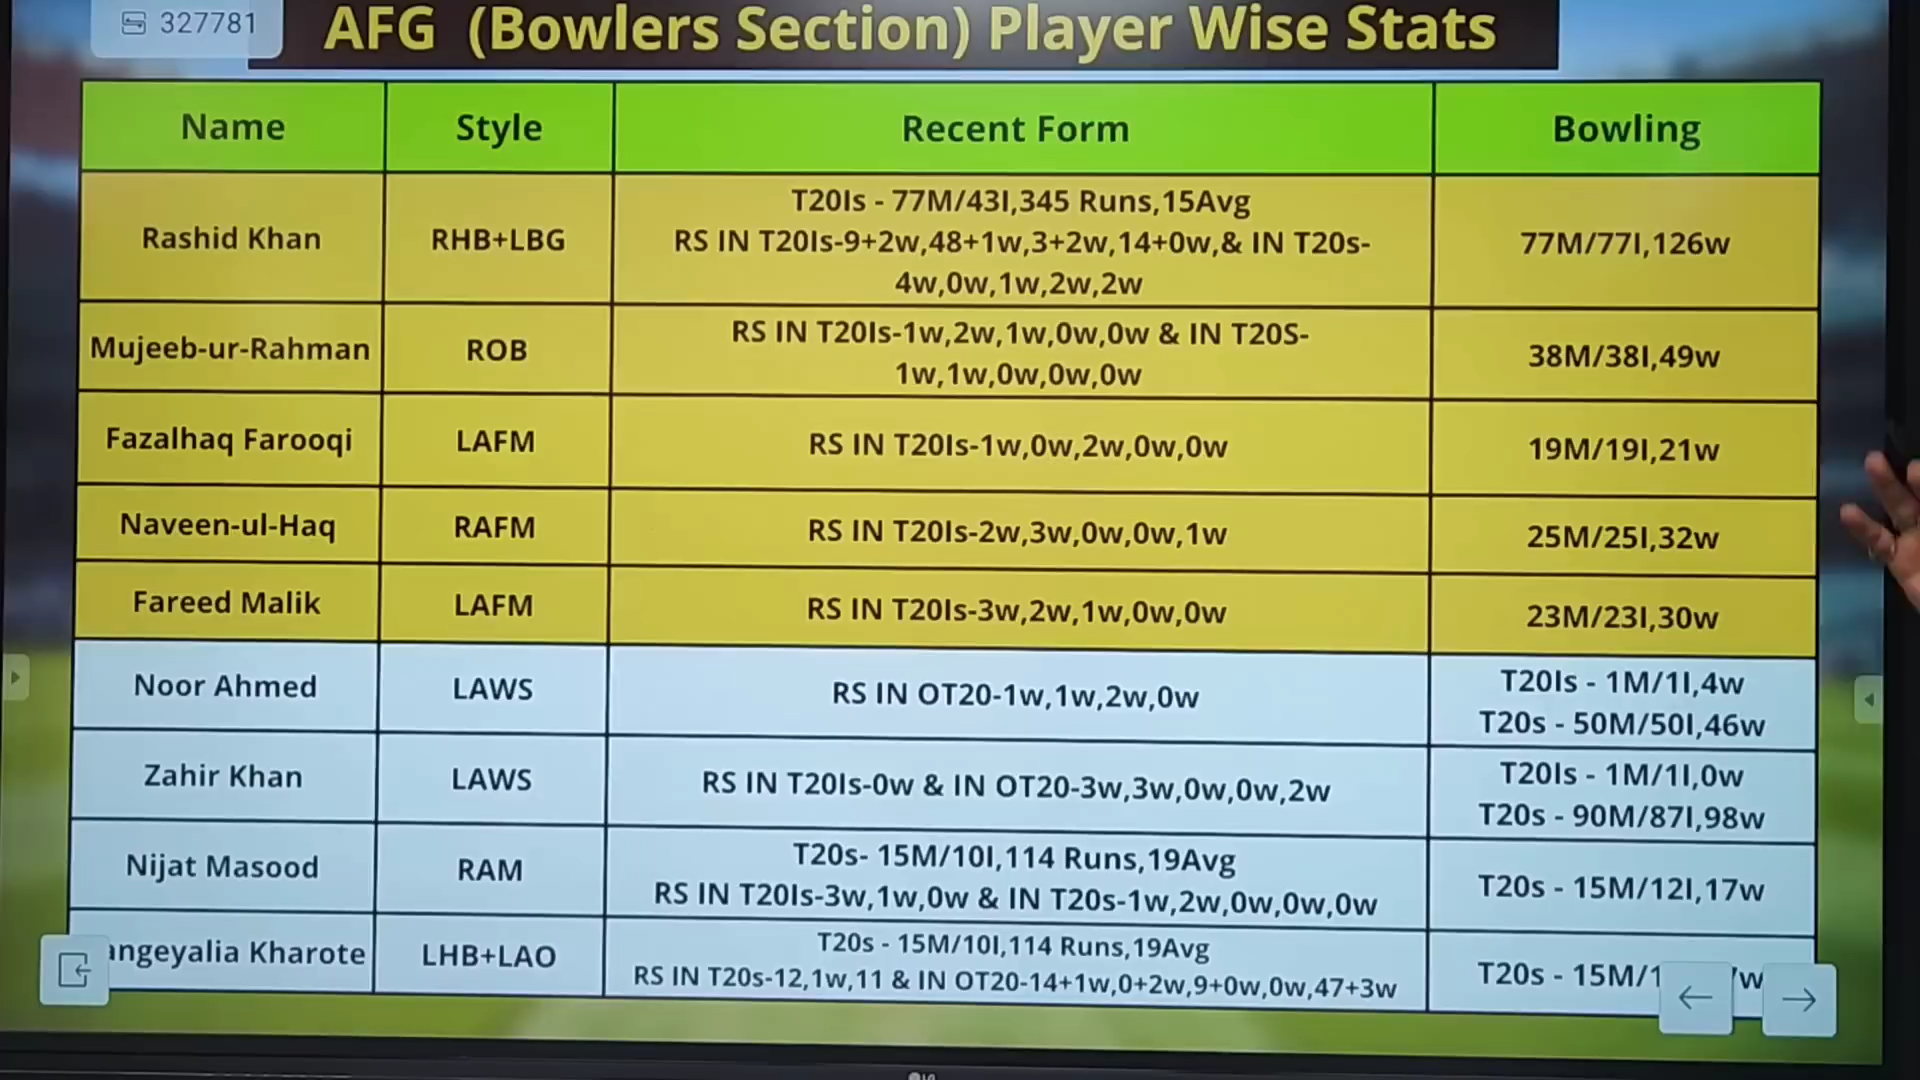 327781
AFG (Bowlers Section) Player Wise Stats
Name Style Recent Form Bowling
Rashid Khan RHB+LBG
T20Is - 77M/43I,345 Runs,15Avg
RS IN T20Is-9+2w,48+1w,3+2w,14+0w,& IN T20s-
4w,0w,1w,2w,2w
77M/77I,126w
Mujeeb-ur-Rahman ROB
RS IN T20Is-1w,2w,1w,0w,0w & IN T20S-
1w,1w,0w,0w,0w
38M/38I,49w
Fazalhaq Farooqi LAFM RS IN T20Is-1w,0w,2w,0w,0w 19M/19I,21w
Naveen-ul-Haq RAFM RS IN T20Is-2w,3w,0w,0w,1w 25M/25I,32w
Fareed Malik LAFM RS IN T20Is-3w,2w,1w,0w,0w 23M/23I,30w
Noor Ahmed LAWS RS IN OT20-1w,1w,2w,0w
T20Is - 1M/1I,4w
T20s - 50M/50I,46w
Zahir Khan LAWS RS IN T20Is-0w & IN OT20-3w,3w,0w,0w,2w
T20Is - 1M/1I,0w
T20s - 90M/87I,98w
Nijat Masood RAM
T20s- 15M/10I,114 Runs,19Avg
RS IN T20Is-3w,1w,0w & IN T20s-1w,2w,0w,0w,0w
T20s - 15M/12I,17w
Kharote LHB+LAO
T20s - 15M/10I,114 Runs,19Avg
RS IN T20s-12,1w,11 & IN OT20-14+1w,0+2w,9+0w,0w,47+3w
T20s -